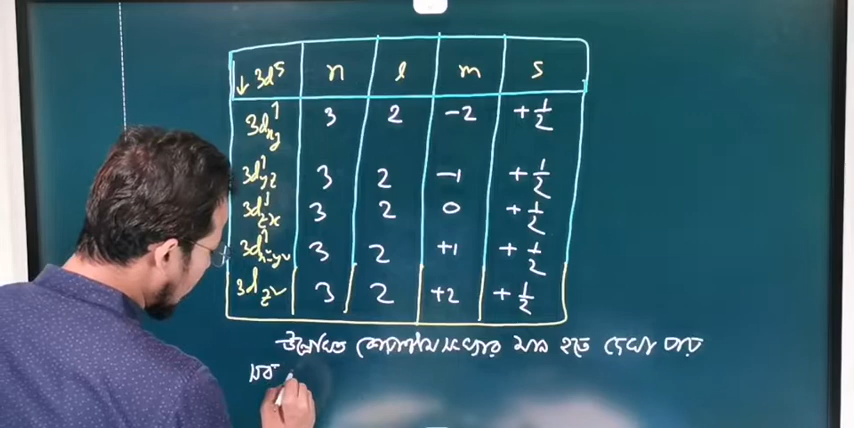 ↓ 3d⁵ n l m s
3d¹xy 3 2 -2 +1/2
3d¹yz 3 2 -1 +1/2
3d¹zx 3 2 0 +1/2
3d¹x²-y² 3 2 +1 +1/2
3dz² 3 2 +2 +1/2
উল্লেখিত কোয়ান্টাম সংখ্যার মান হতে দেখা যায়